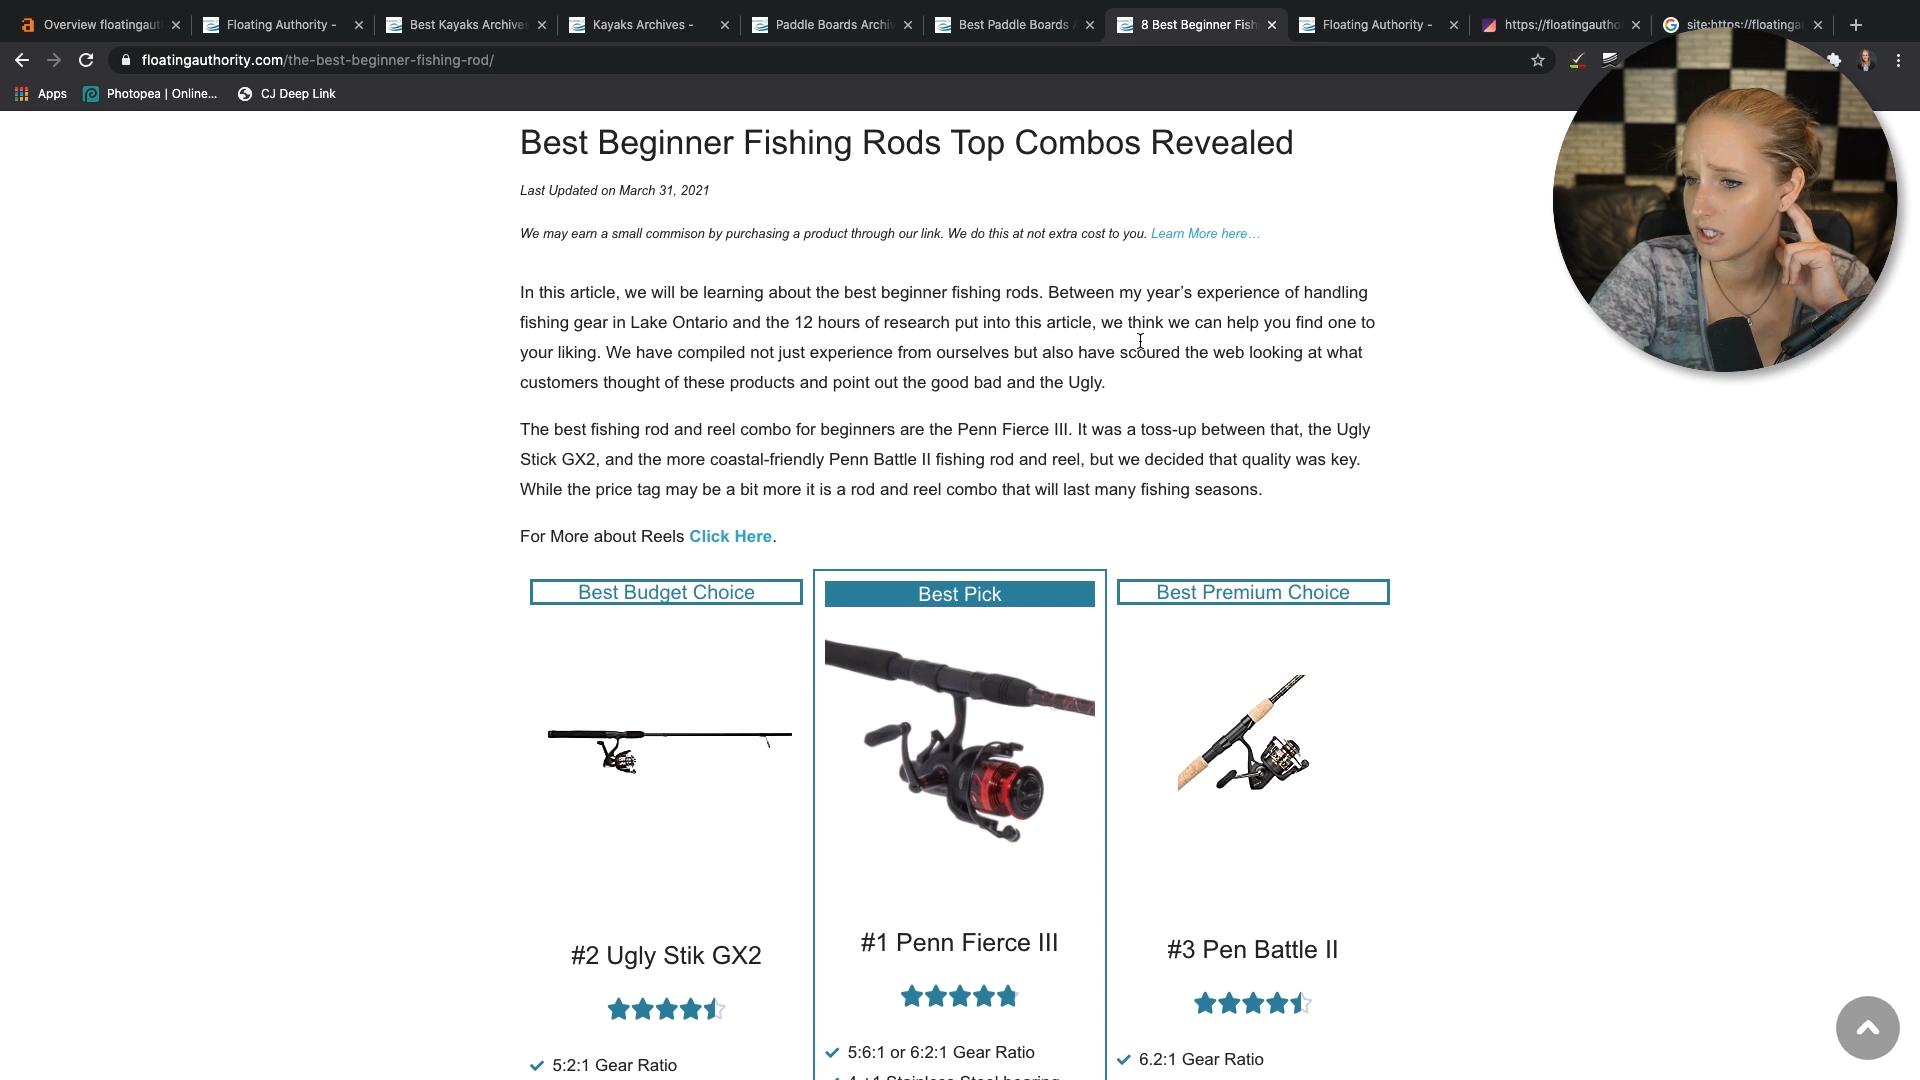 Overview floatingaut
Floating Authority -
Best Kayaks Archive
Kayaks Archives -
Paddle Boards Archiv
Best Paddle Boards A
8 Best Beginner Fish
Floating Authority -
https://floatingautho
site:https://floatinga
floatingauthority.com/the-best-beginner-fishing-rod/
Apps
Photopea | Online...
CJ Deep Link
Best Beginner Fishing Rods Top Combos Revealed
Last Updated on March 31, 2021
We may earn a small commison by purchasing a product through our link. We do this at not extra cost to you. Learn More here…
In this article, we will be learning about the best beginner fishing rods. Between my year’s experience of handling
fishing gear in Lake Ontario and the 12 hours of research put into this article, we think we can help you find one to
your liking. We have compiled not just experience from ourselves but also have scoured the web looking at what
customers thought of these products and point out the good bad and the Ugly.
The best fishing rod and reel combo for beginners are the Penn Fierce III. It was a toss-up between that, the Ugly
Stick GX2, and the more coastal-friendly Penn Battle II fishing rod and reel, but we decided that quality was key.
While the price tag may be a bit more it is a rod and reel combo that will last many fishing seasons.
For More about Reels Click Here.
Best Budget Choice
Best Pick
Best Premium Choice
#2 Ugly Stik GX2
#1 Penn Fierce III
#3 Pen Battle II
5:2:1 Gear Ratio
5:6:1 or 6:2:1 Gear Ratio
6.2:1 Gear Ratio
Stainless Steel bearing